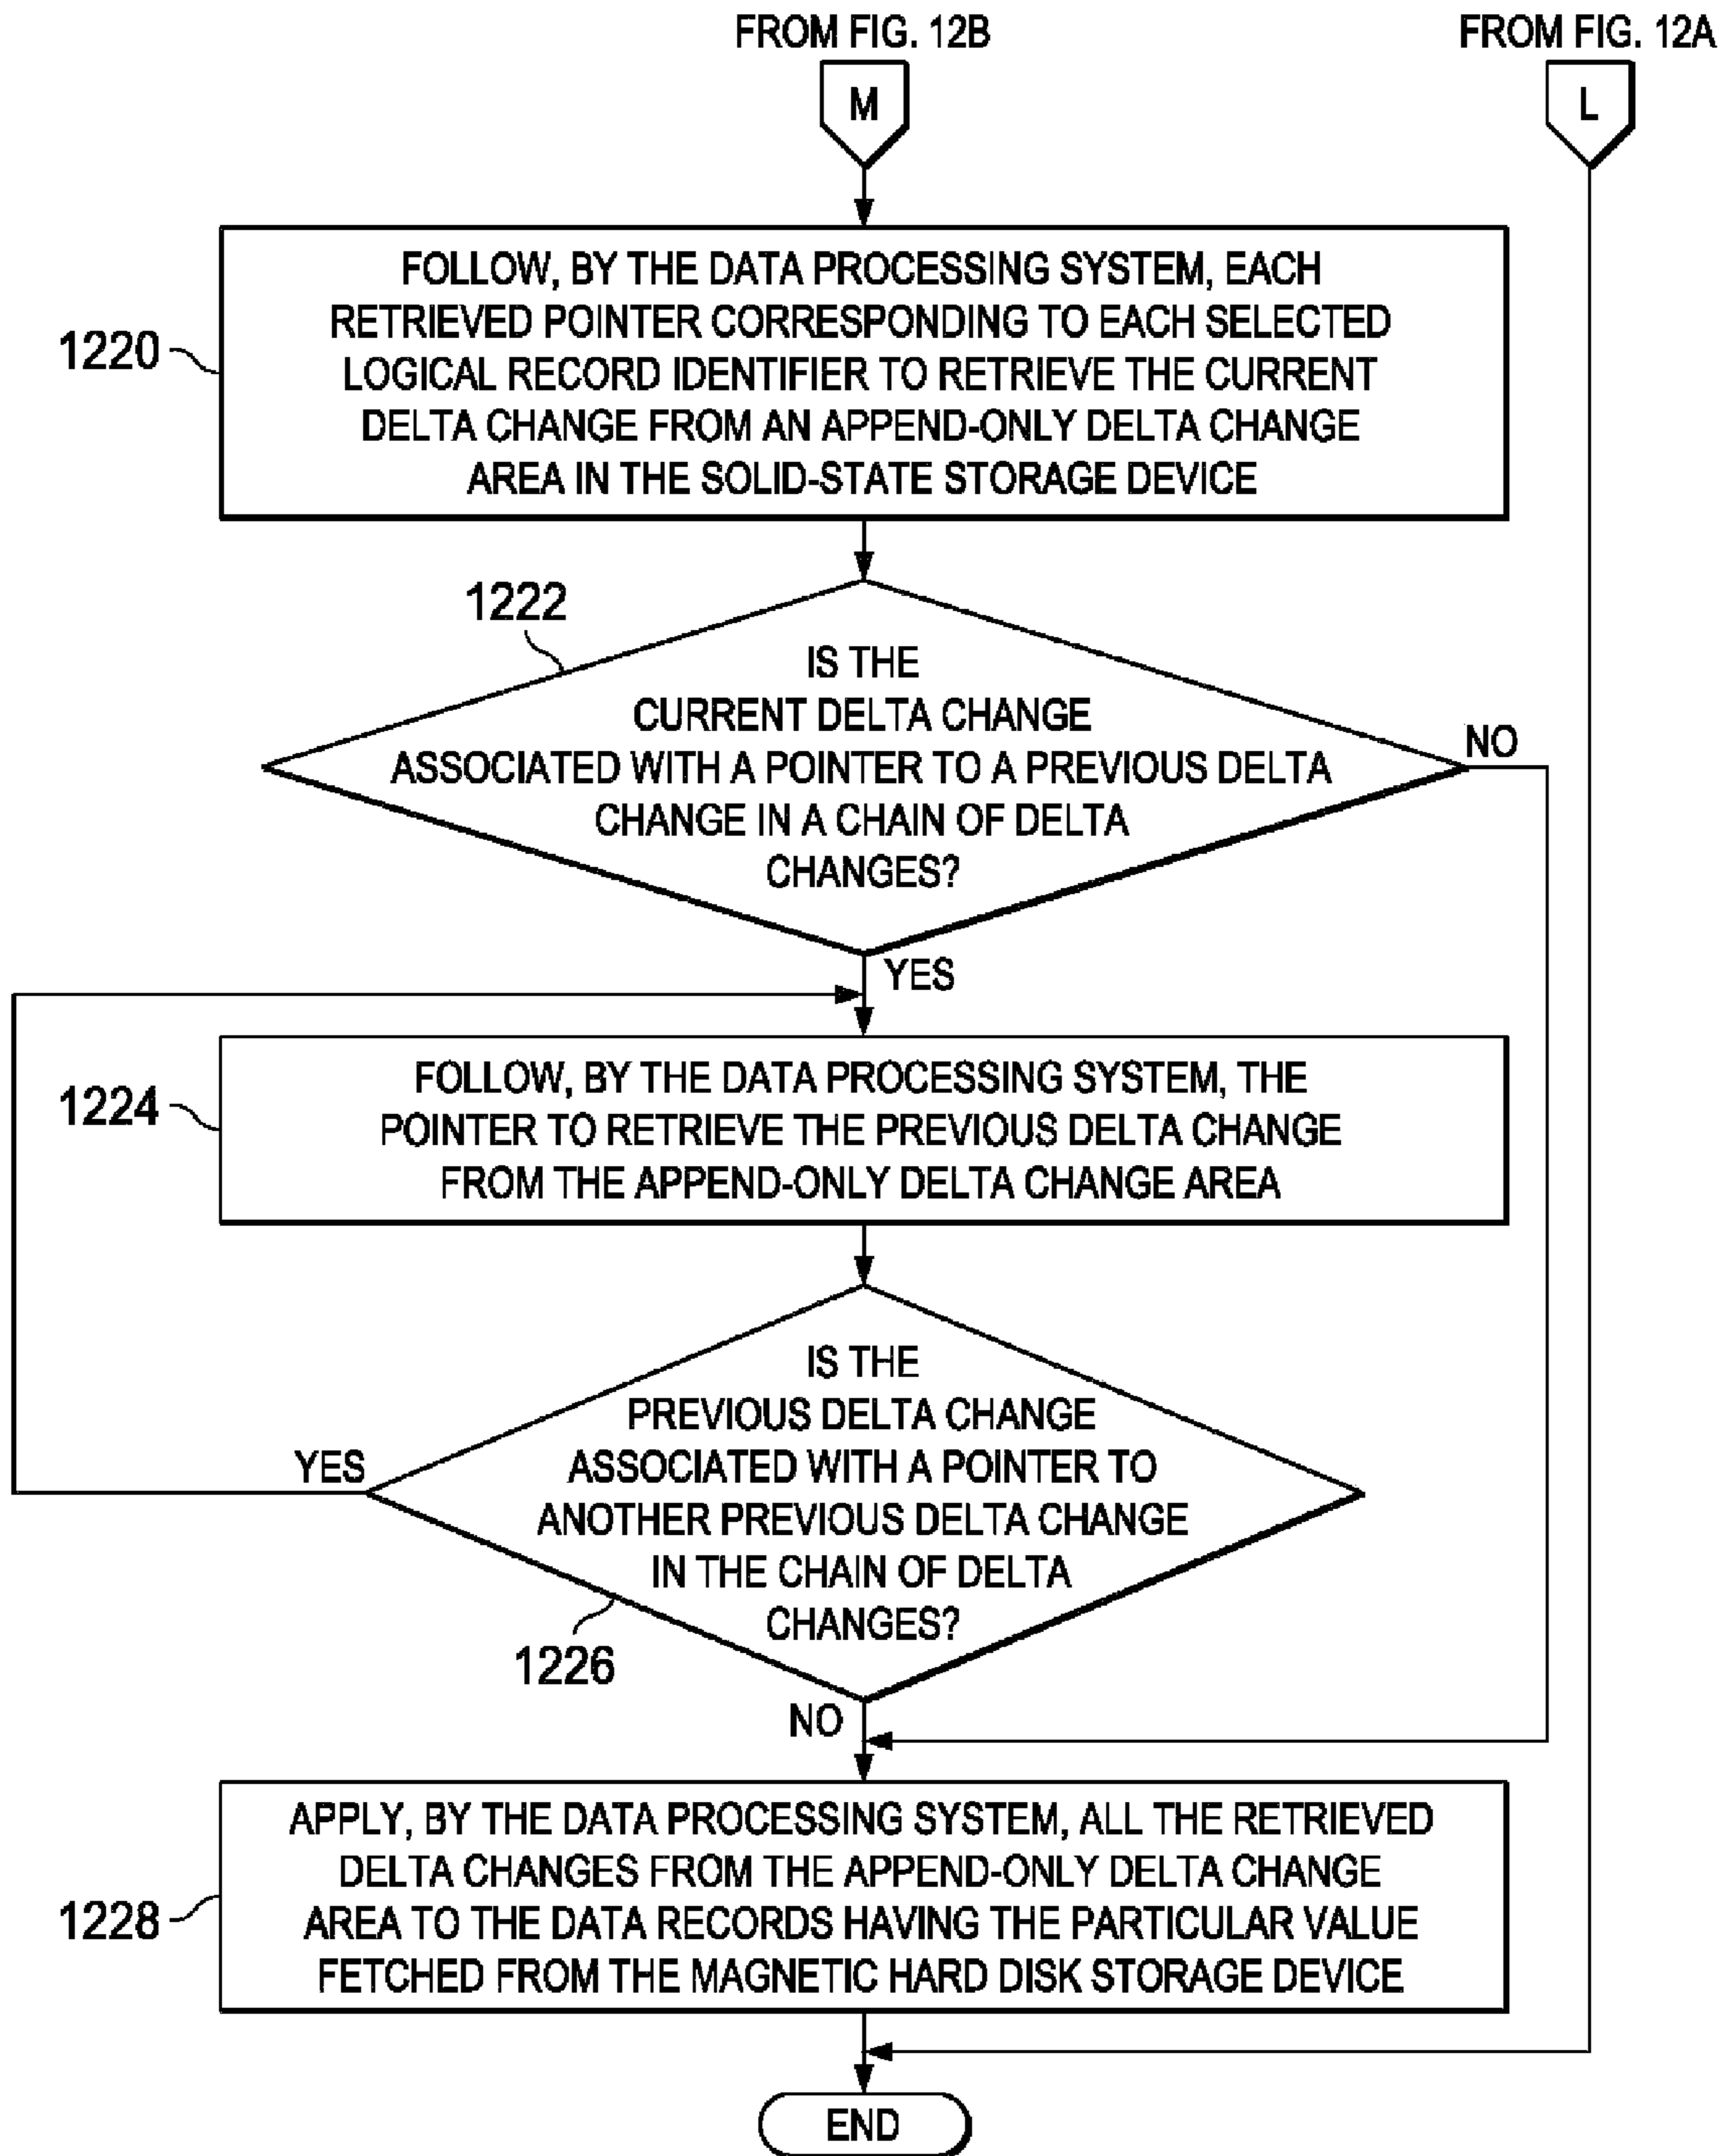 FROM FIG. 12B
FROM FIG. 12A
M
L
FOLLOW, BY THE DATA PROCESSING SYSTEM, EACH
RETRIEVED POINTER CORRESPONDING TO EACH SELECTED
1220
LOGICAL RECORD IDENTIFIER TO RETRIEVE THE CURRENT
DELTA CHANGE FROM AN APPEND-ONLY DELTA CHANGE
AREA IN THE SOLID-STATE STORAGE DEVICE
1222
IS THE
CURRENT DELTA CHANGE
ASSOCIATED WITH A POINTER TO A PREVIOUS DELTA
CHANGE IN A CHAIN OF DELTA
CHANGES?
NO
YES
FOLLOW, BY THE DATA PROCESSING SYSTEM, THE
1224
POINTER TO RETRIEVE THE PREVIOUS DELTA CHANGE
FROM THE APPEND-ONLY DELTA CHANGE AREA
IS THE
PREVIOUS DELTA CHANGE
ASSOCIATED WITH A POINTER TO
ANOTHER PREVIOUS DELTA CHANGE
IN THE CHAIN OF DELTA
CHANGES?
YES
1226
NO
APPLY, BY THE DATA PROCESSING SYSTEM, ALL THE RETRIEVED
DELTA CHANGES FROM THE APPEND-ONLY DELTA CHANGE
1228
AREA TO THE DATA RECORDS HAVING THE PARTICULAR VALUE
FETCHED FROM THE MAGNETIC HARD DISK STORAGE DEVICE
END